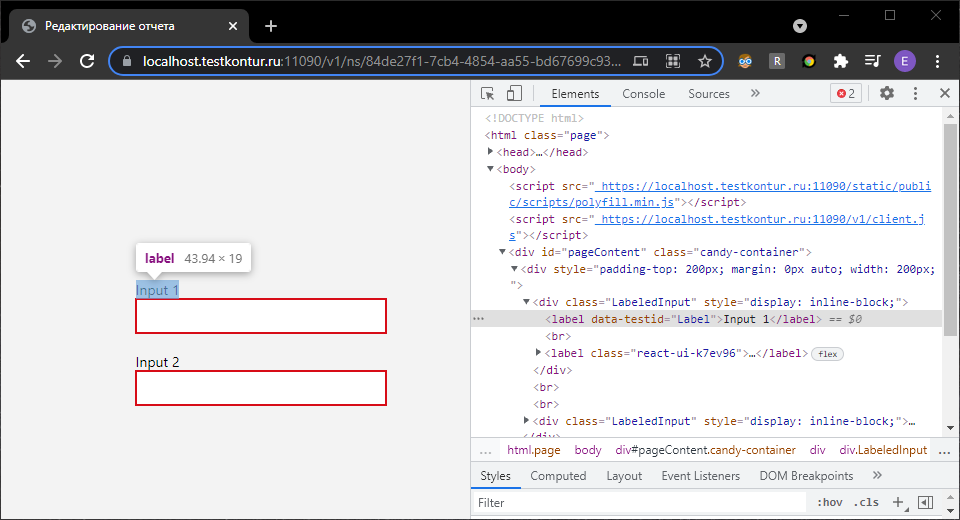 Редактирование отчета
localhost.testkontur.ru:11090/v1/ns/84de27f1-7cb4-4854-aa55-bd67699c93...
R
E
Elements
Console
Sources
»
2
<!DOCTYPE html>
<html class="page">
<head>…</head>
<body>
<script src=" https://localhost.testkontur.ru:11090/static/publi
c/scripts/polyfill.min.js"></script>
<script src=" https://localhost.testkontur.ru:11090/v1/client.j
s"></script>
<div id="pageContent" class="candy-container">
<div style="padding-top: 200px; margin: 0px auto; width: 200px;
">
<div class="LabeledInput" style="display: inline-block;">
<label data-testid="Label">Input 1</label> == $0
<br>
<label class="react-ui-k7ev96">…</label> flex
</div>
<br>
<br>
<div class="LabeledInput" style="display: inline-block;">…
</div>
label 43.94 × 19
Input 1
Input 2
... html.page body div#pageContent.candy-container div div.LabeledInput ...
Styles Computed Layout Event Listeners DOM Breakpoints »
Filter :hov .cls +